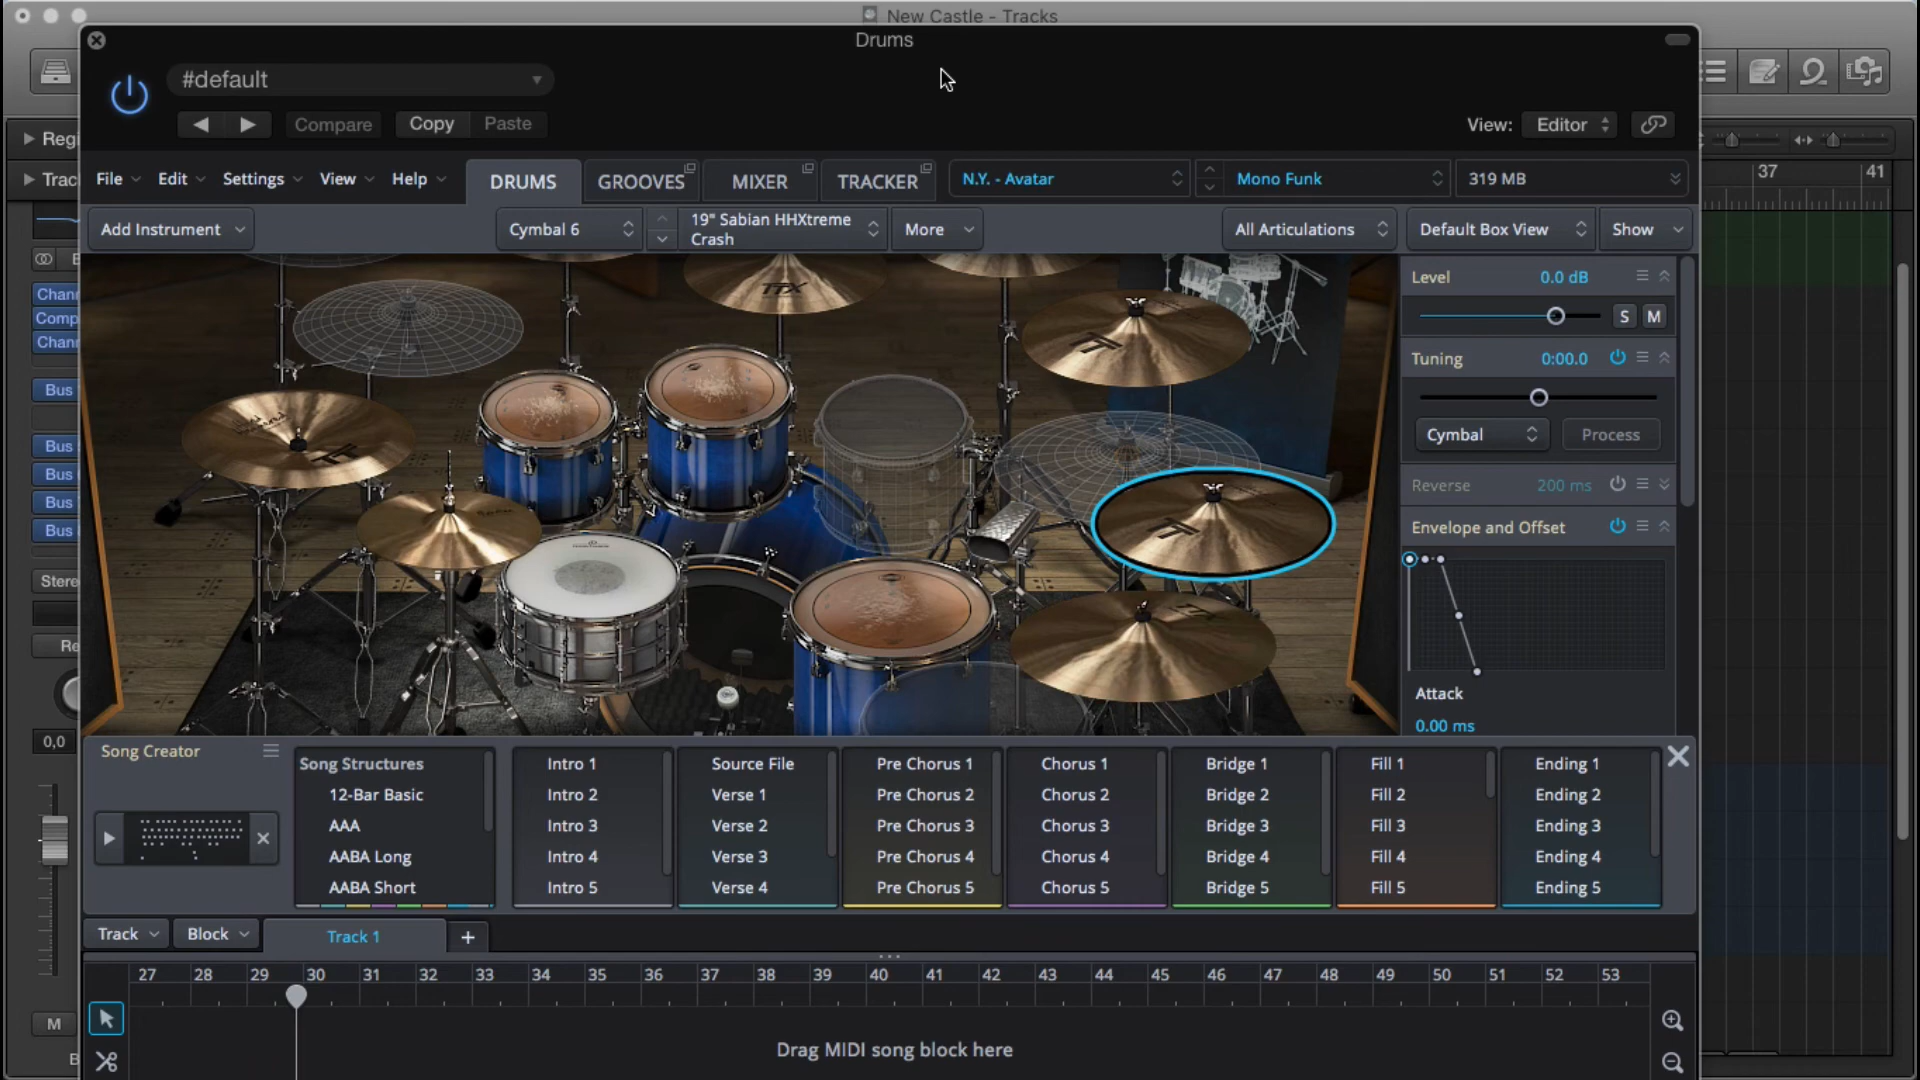 New Castle - Tracks
Drums
#default
Compare
Copy
Paste
View:
Editor
Regi
Trac
37
41
File
Edit
Settings
View
Help
DRUMS
GROOVES
MIXER
TRACKER
N.Y. - Avatar
Mono Funk
319 MB
Add Instrument
Cymbal 6
19" Sabian HHXtreme
Crash
More
All Articulations
Default Box View
Show
Chann
Comp
Chann
Bus
Bus
Bus
Bus
Bus
Stere
Re
0,0
M
Level
0.0 dB
S
M
Tuning
0:00.0
Cymbal
Process
Reverse
200 ms
Envelope and Offset
Attack
0.00 ms
Song Creator
Song Structures
12-Bar Basic
AAA
AABA Long
AABA Short
Intro 1
Intro 2
Intro 3
Intro 4
Intro 5
Source File
Verse 1
Verse 2
Verse 3
Verse 4
Pre Chorus 1
Pre Chorus 2
Pre Chorus 3
Pre Chorus 4
Pre Chorus 5
Chorus 1
Chorus 2
Chorus 3
Chorus 4
Chorus 5
Bridge 1
Bridge 2
Bridge 3
Bridge 4
Bridge 5
Fill 1
Fill 2
Fill 3
Fill 4
Fill 5
Ending 1
Ending 2
Ending 3
Ending 4
Ending 5
Track
Block
Track 1
+
27 28 29 30 31 32 33 34 35 36 37 38 39 40 41 42 43 44 45 46 47 48 49 50 51 52 53
Drag MIDI song block here